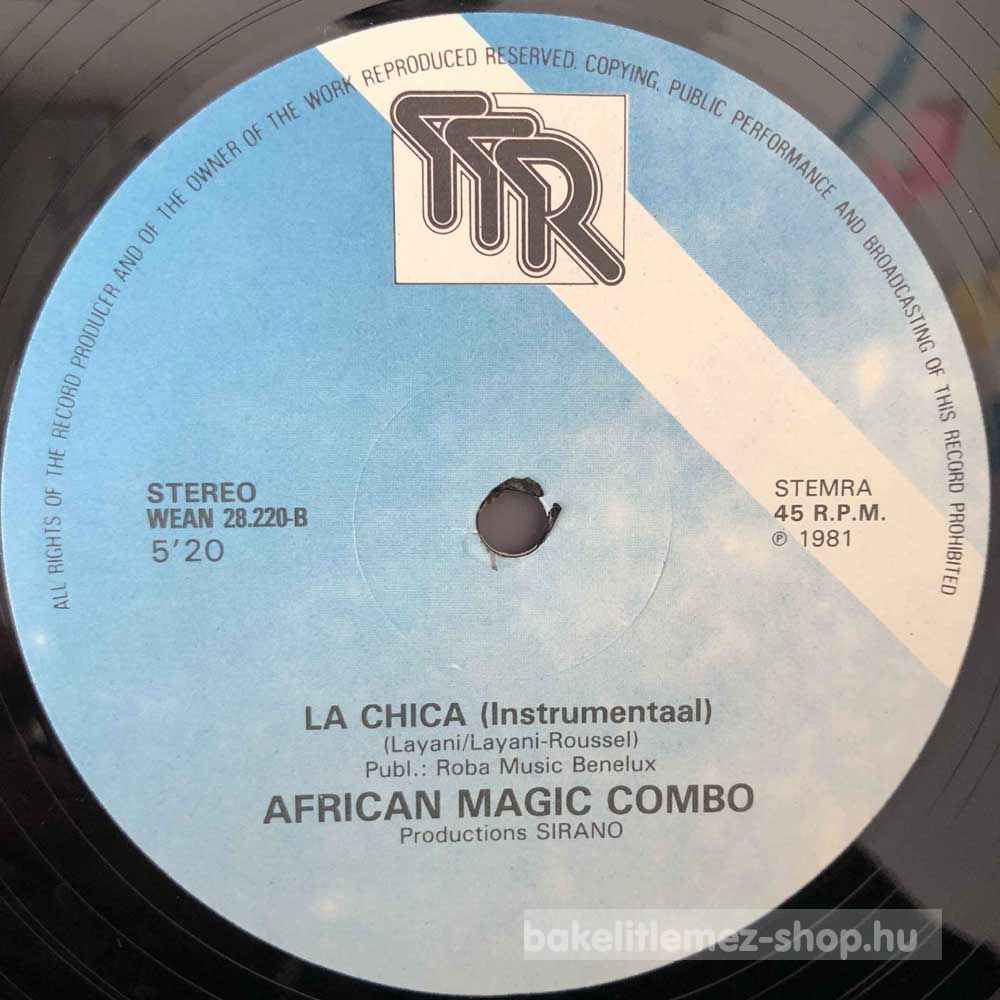 ALL RIGHTS OF THE RECORD PRODUCER AND OF THE OWNER OF THE WORK REPRODUCED RESERVED. COPYING, PUBLIC PERFORMANCE AND BROADCASTING OF THIS RECORD PROHIBITED
TTR
STEREO
WEAN 28.220-B
5'20
STEMRA
45 R.P.M.
℗ 1981
LA CHICA (Instrumentaal)
(Layani/Layani-Roussel)
Publ.: Roba Music Benelux
AFRICAN MAGIC COMBO
Productions SIRANO
bakelitlemez-shop.hu